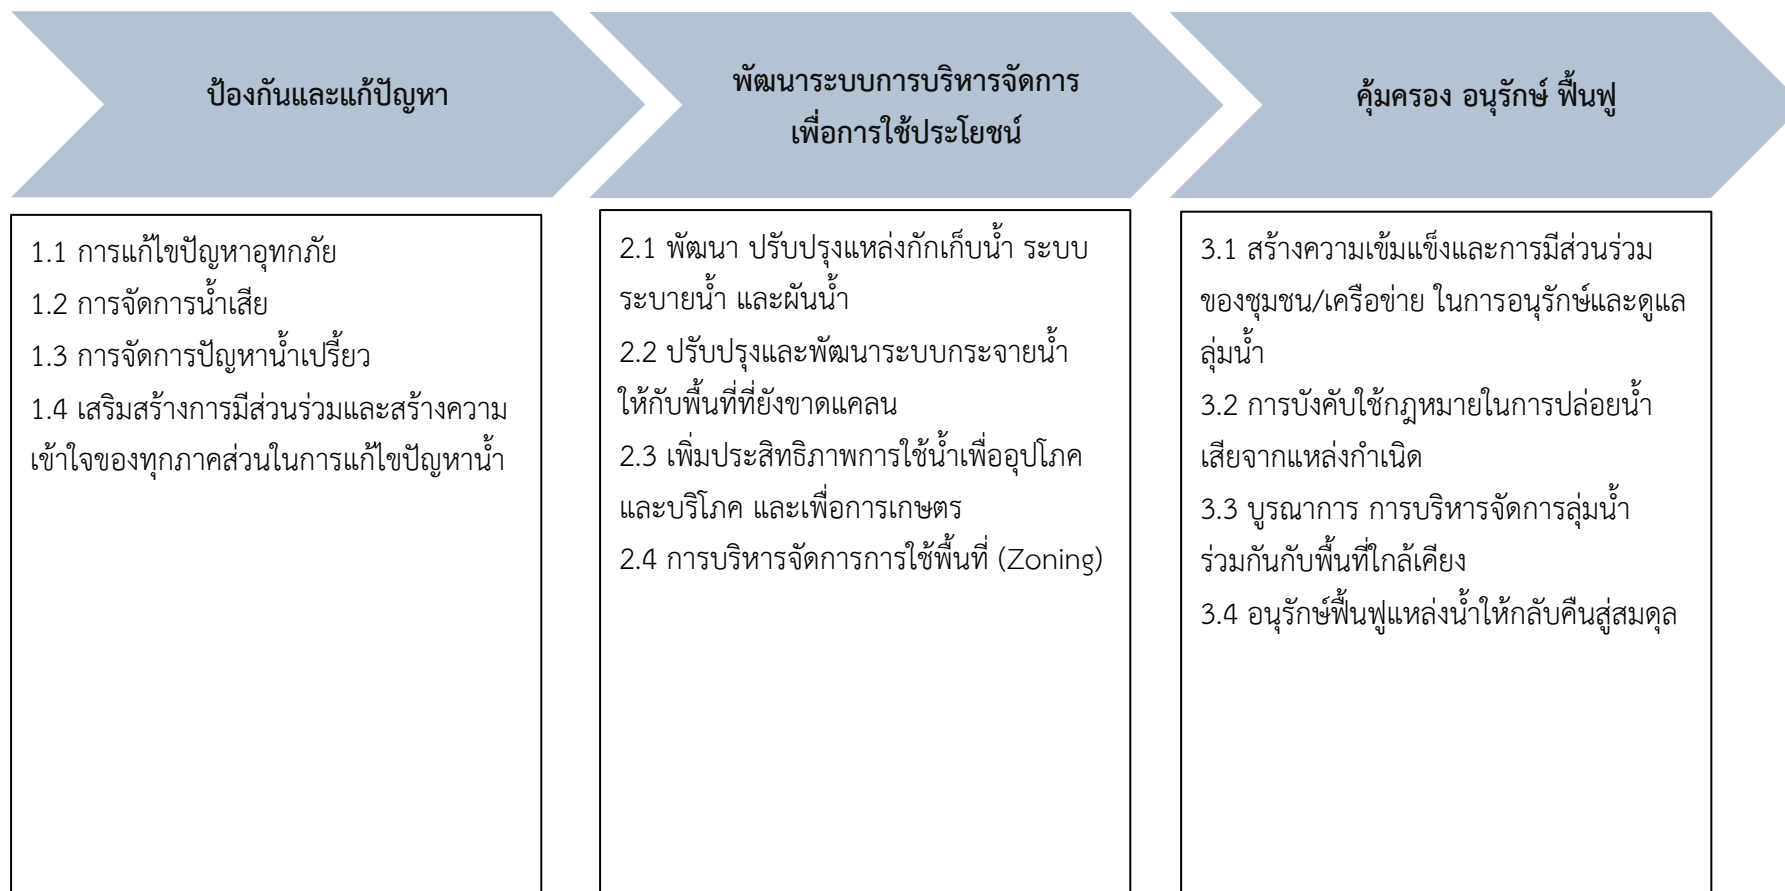 ป้องกันและแก้ปัญหา
พัฒนาระบบการบริหารจัดการ
เพื่อการใช้ประโยชน์
คุ้มครอง อนุรักษ์ ฟื้นฟู
1.1 การแก้ไขปัญหาอุทกภัย
1.2 การจัดการน้ำเสีย
1.3 การจัดการปัญหาน้ำเปรี้ยว
1.4 เสริมสร้างการมีส่วนร่วมและสร้างความ
เข้าใจของทุกภาคส่วนในการแก้ไขปัญหาน้ำ
2.1 พัฒนา ปรับปรุงแหล่งกักเก็บน้ำ ระบบ
ระบายน้ำ และผันน้ำ
2.2 ปรับปรุงและพัฒนาระบบกระจายน้ำ
ให้กับพื้นที่ที่ยังขาดแคลน
2.3 เพิ่มประสิทธิภาพการใช้น้ำเพื่ออุปโภค
และบริโภค และเพื่อการเกษตร
2.4 การบริหารจัดการการใช้พื้นที่ (Zoning)
3.1 สร้างความเข้มแข็งและการมีส่วนร่วม
ของชุมชน/เครือข่าย ในการอนุรักษ์และดูแล
ลุ่มน้ำ
3.2 การบังคับใช้กฎหมายในการปล่อยน้ำ
เสียจากแหล่งกำเนิด
3.3 บูรณาการ การบริหารจัดการลุ่มน้ำ
ร่วมกันกับพื้นที่ใกล้เคียง
3.4 อนุรักษ์ฟื้นฟูแหล่งน้ำให้กลับคืนสู่สมดุล